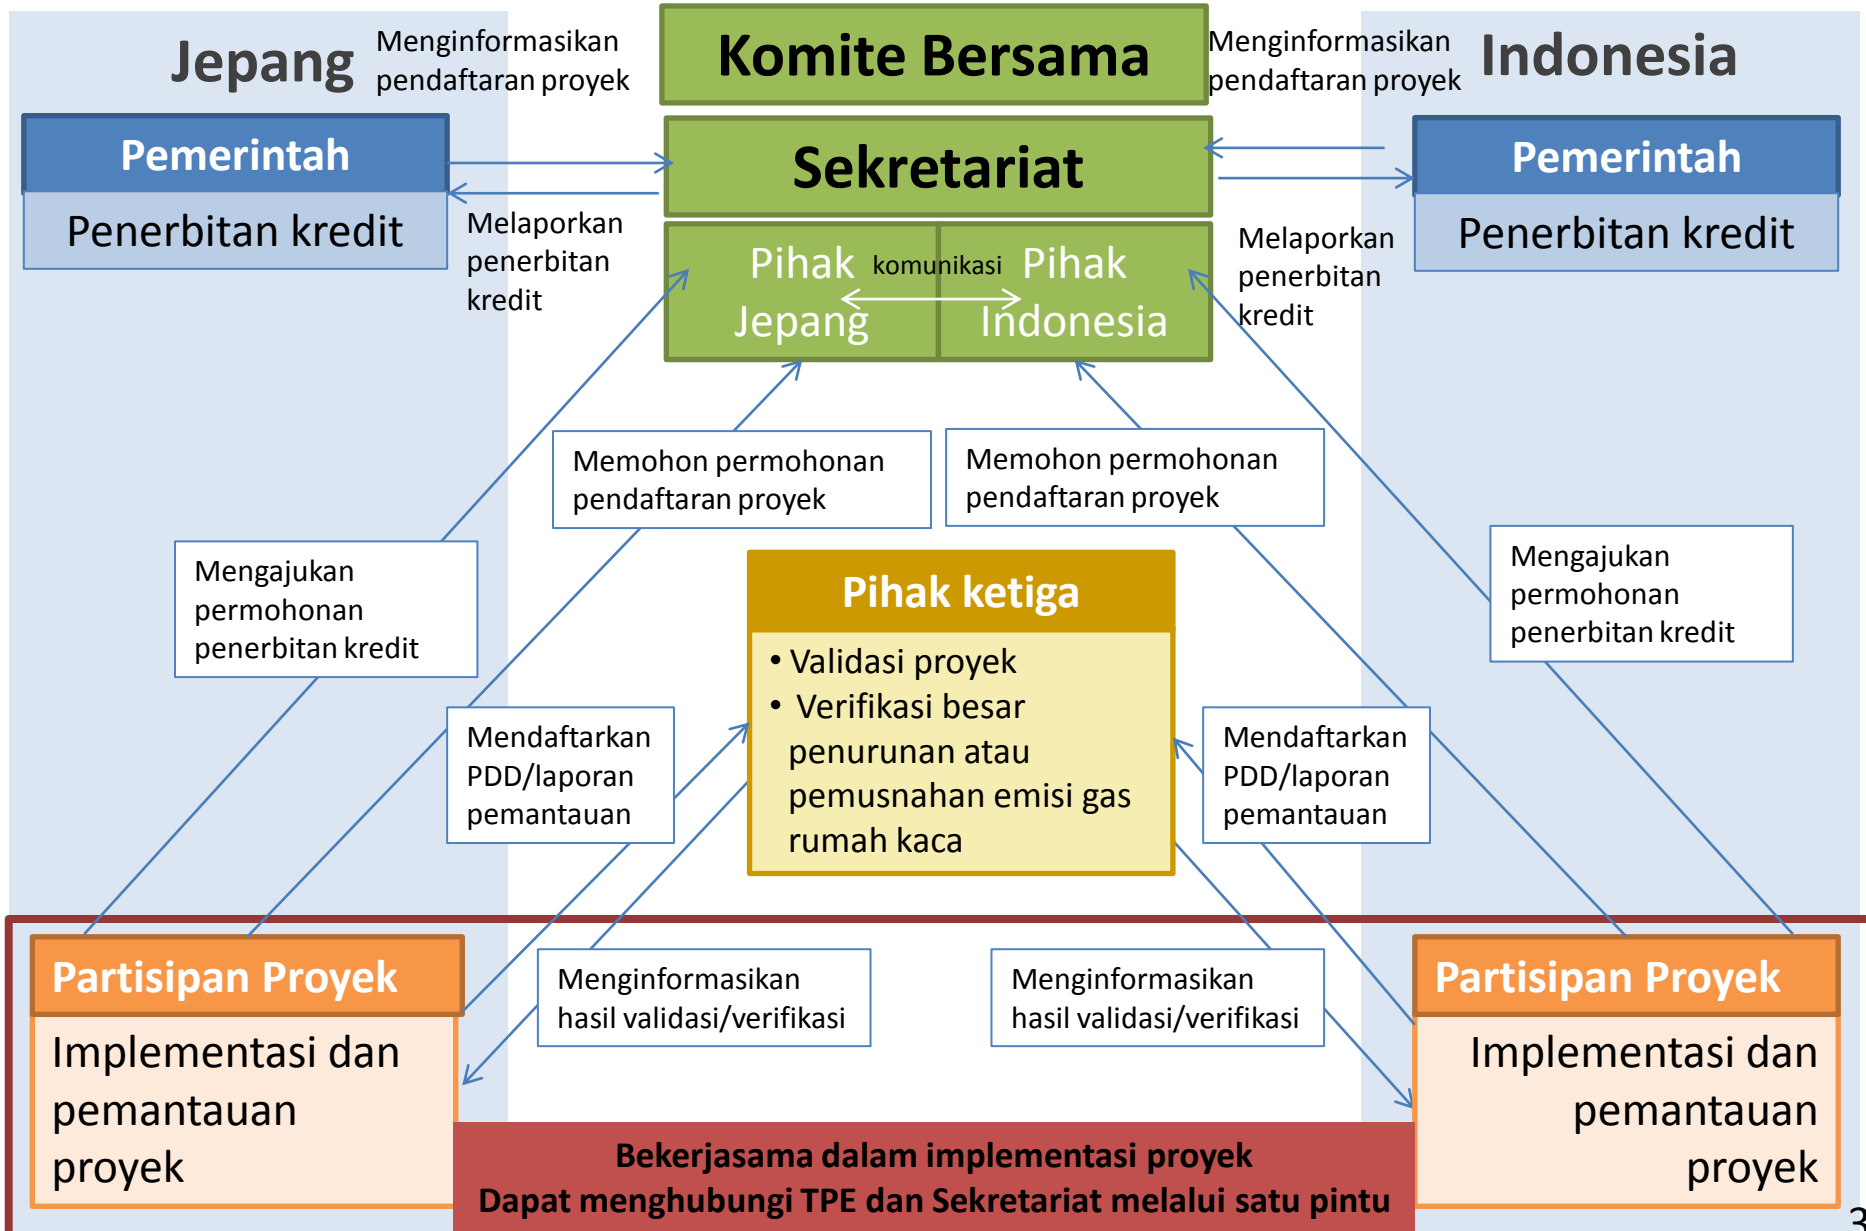 Jepang
Menginformasikan
pendaftaran proyek
Komite Bersama
Menginformasikan
pendaftaran proyek
Indonesia
Pemerintah
Penerbitan kredit
Sekretariat
Pemerintah
Penerbitan kredit
Melaporkan
penerbitan
kredit
Pihak
Jepang
komunikasi
Pihak
Indonesia
Melaporkan
penerbitan
kredit
Memohon permohonan
pendaftaran proyek
Memohon permohonan
pendaftaran proyek
Mengajukan
permohonan
penerbitan kredit
Pihak ketiga
• Validasi proyek
• Verifikasi besar
penurunan atau
pemusnahan emisi gas
rumah kaca
Mengajukan
permohonan
penerbitan kredit
Mendaftarkan
PDD/laporan
pemantauan
Mendaftarkan
PDD/laporan
pemantauan
Partisipan Proyek
Implementasi dan
pemantauan
proyek
Menginformasikan
hasil validasi/verifikasi
Menginformasikan
hasil validasi/verifikasi
Partisipan Proyek
Implementasi dan
pemantauan
proyek
Bekerjasama dalam implementasi proyek
Dapat menghubungi TPE dan Sekretariat melalui satu pintu
3